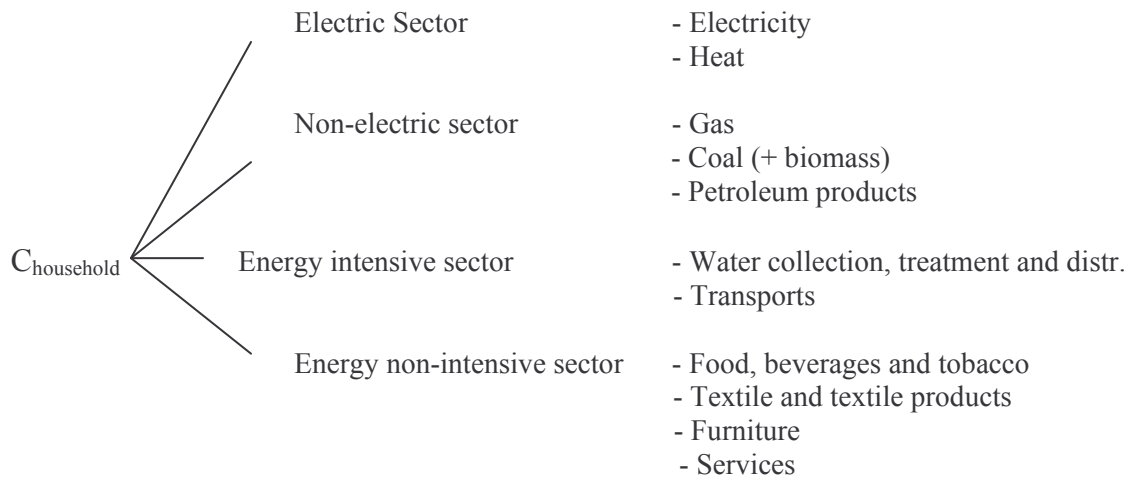 Electric Sector - Electricity
- Heat
Non-electric sector - Gas
- Coal (+ biomass)
- Petroleum products
C household Energy intensive sector - Water collection, treatment and distr.
- Transports
Energy non-intensive sector - Food, beverages and tobacco
- Textile and textile products
- Furniture
- Services